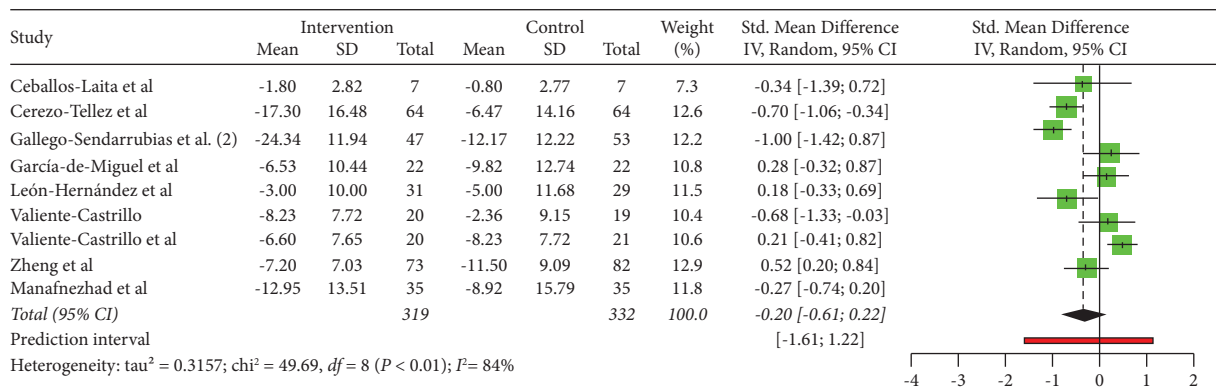 Study Intervention Control Weight (%) Std. Mean Difference IV, Random, 95% CI Std. Mean Difference IV, Random, 95% CI
Mean SD Total Mean SD Total
Ceballos-Laita et al -1.80 2.82 7 -0.80 2.77 7 7.3 -0.34 [-1.39; 0.72]
Cerezo-Tellez et al -17.30 16.48 64 -6.47 14.16 64 12.6 -0.70 [-1.06; -0.34]
Gallego-Sendarrubias et al. (2) -24.34 11.94 47 -12.17 12.22 53 12.2 -1.00 [-1.42; 0.87]
García-de-Miguel et al -6.53 10.44 22 -9.82 12.74 22 10.8 0.28 [-0.32; 0.87]
León-Hernández et al -3.00 10.00 31 -5.00 11.68 29 11.5 0.18 [-0.33; 0.69]
Valiente-Castrillo -8.23 7.72 20 -2.36 9.15 19 10.4 -0.68 [-1.33; -0.03]
Valiente-Castrillo et al -6.60 7.65 20 -8.23 7.72 21 10.6 0.21 [-0.41; 0.82]
Zheng et al -7.20 7.03 73 -11.50 9.09 82 12.9 0.52 [0.20; 0.84]
Manafnezhad et al -12.95 13.51 35 -8.92 15.79 35 11.8 -0.27 [-0.74; 0.20]
Total (95% CI) 319 332 100.0 -0.20 [-0.61; 0.22]
Prediction interval [-1.61; 1.22]
Heterogeneity: tau² = 0.3157; chi² = 49.69, df = 8 (P < 0.01); I² = 84%
-4 -3 -2 -1 0 1 2